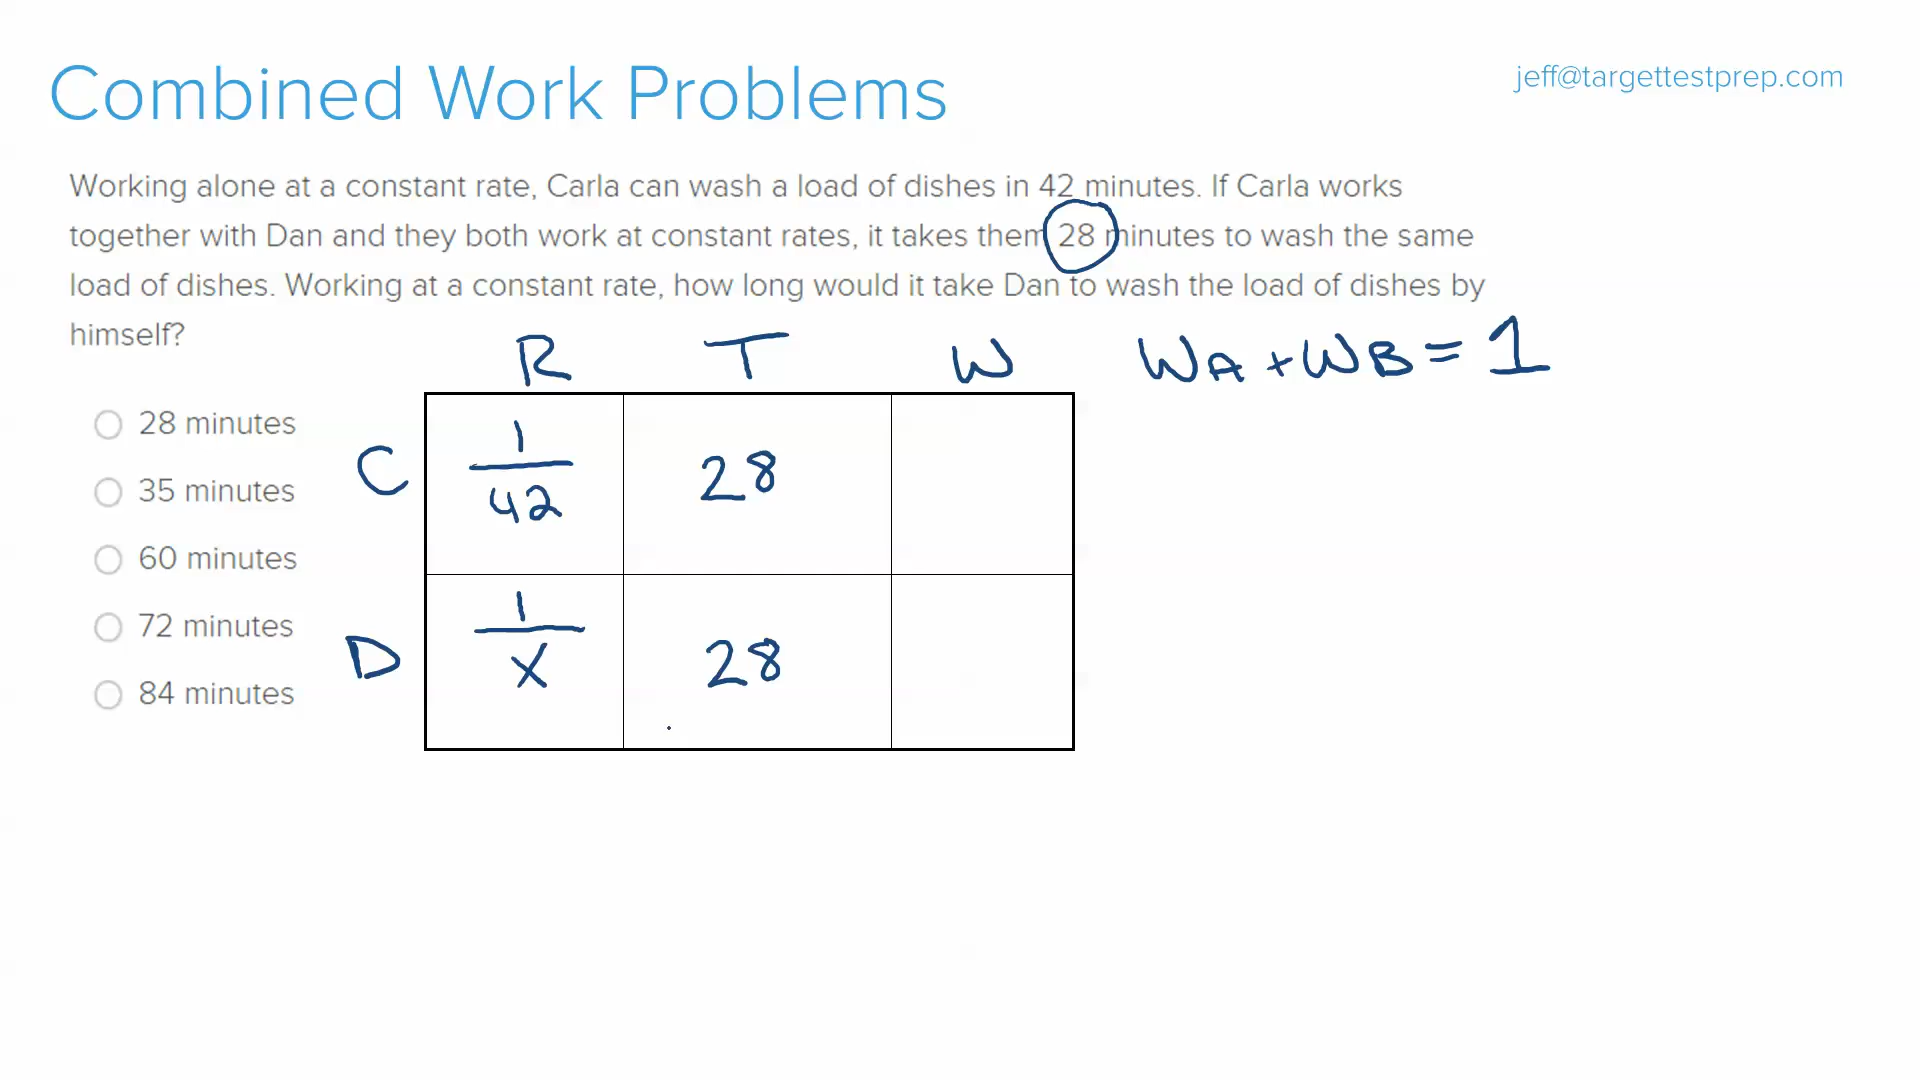 Combined Work Problems
jeff@targettestprep.com
Working alone at a constant rate, Carla can wash a load of dishes in 42 minutes. If Carla works
together with Dan and they both work at constant rates, it takes them 28 minutes to wash the same
load of dishes. Working at a constant rate, how long would it take Dan to wash the load of dishes by
himself?
R T W WA + WB = 1
28 minutes
35 minutes
60 minutes
72 minutes
84 minutes
C 1/42 28
D 1/X 28